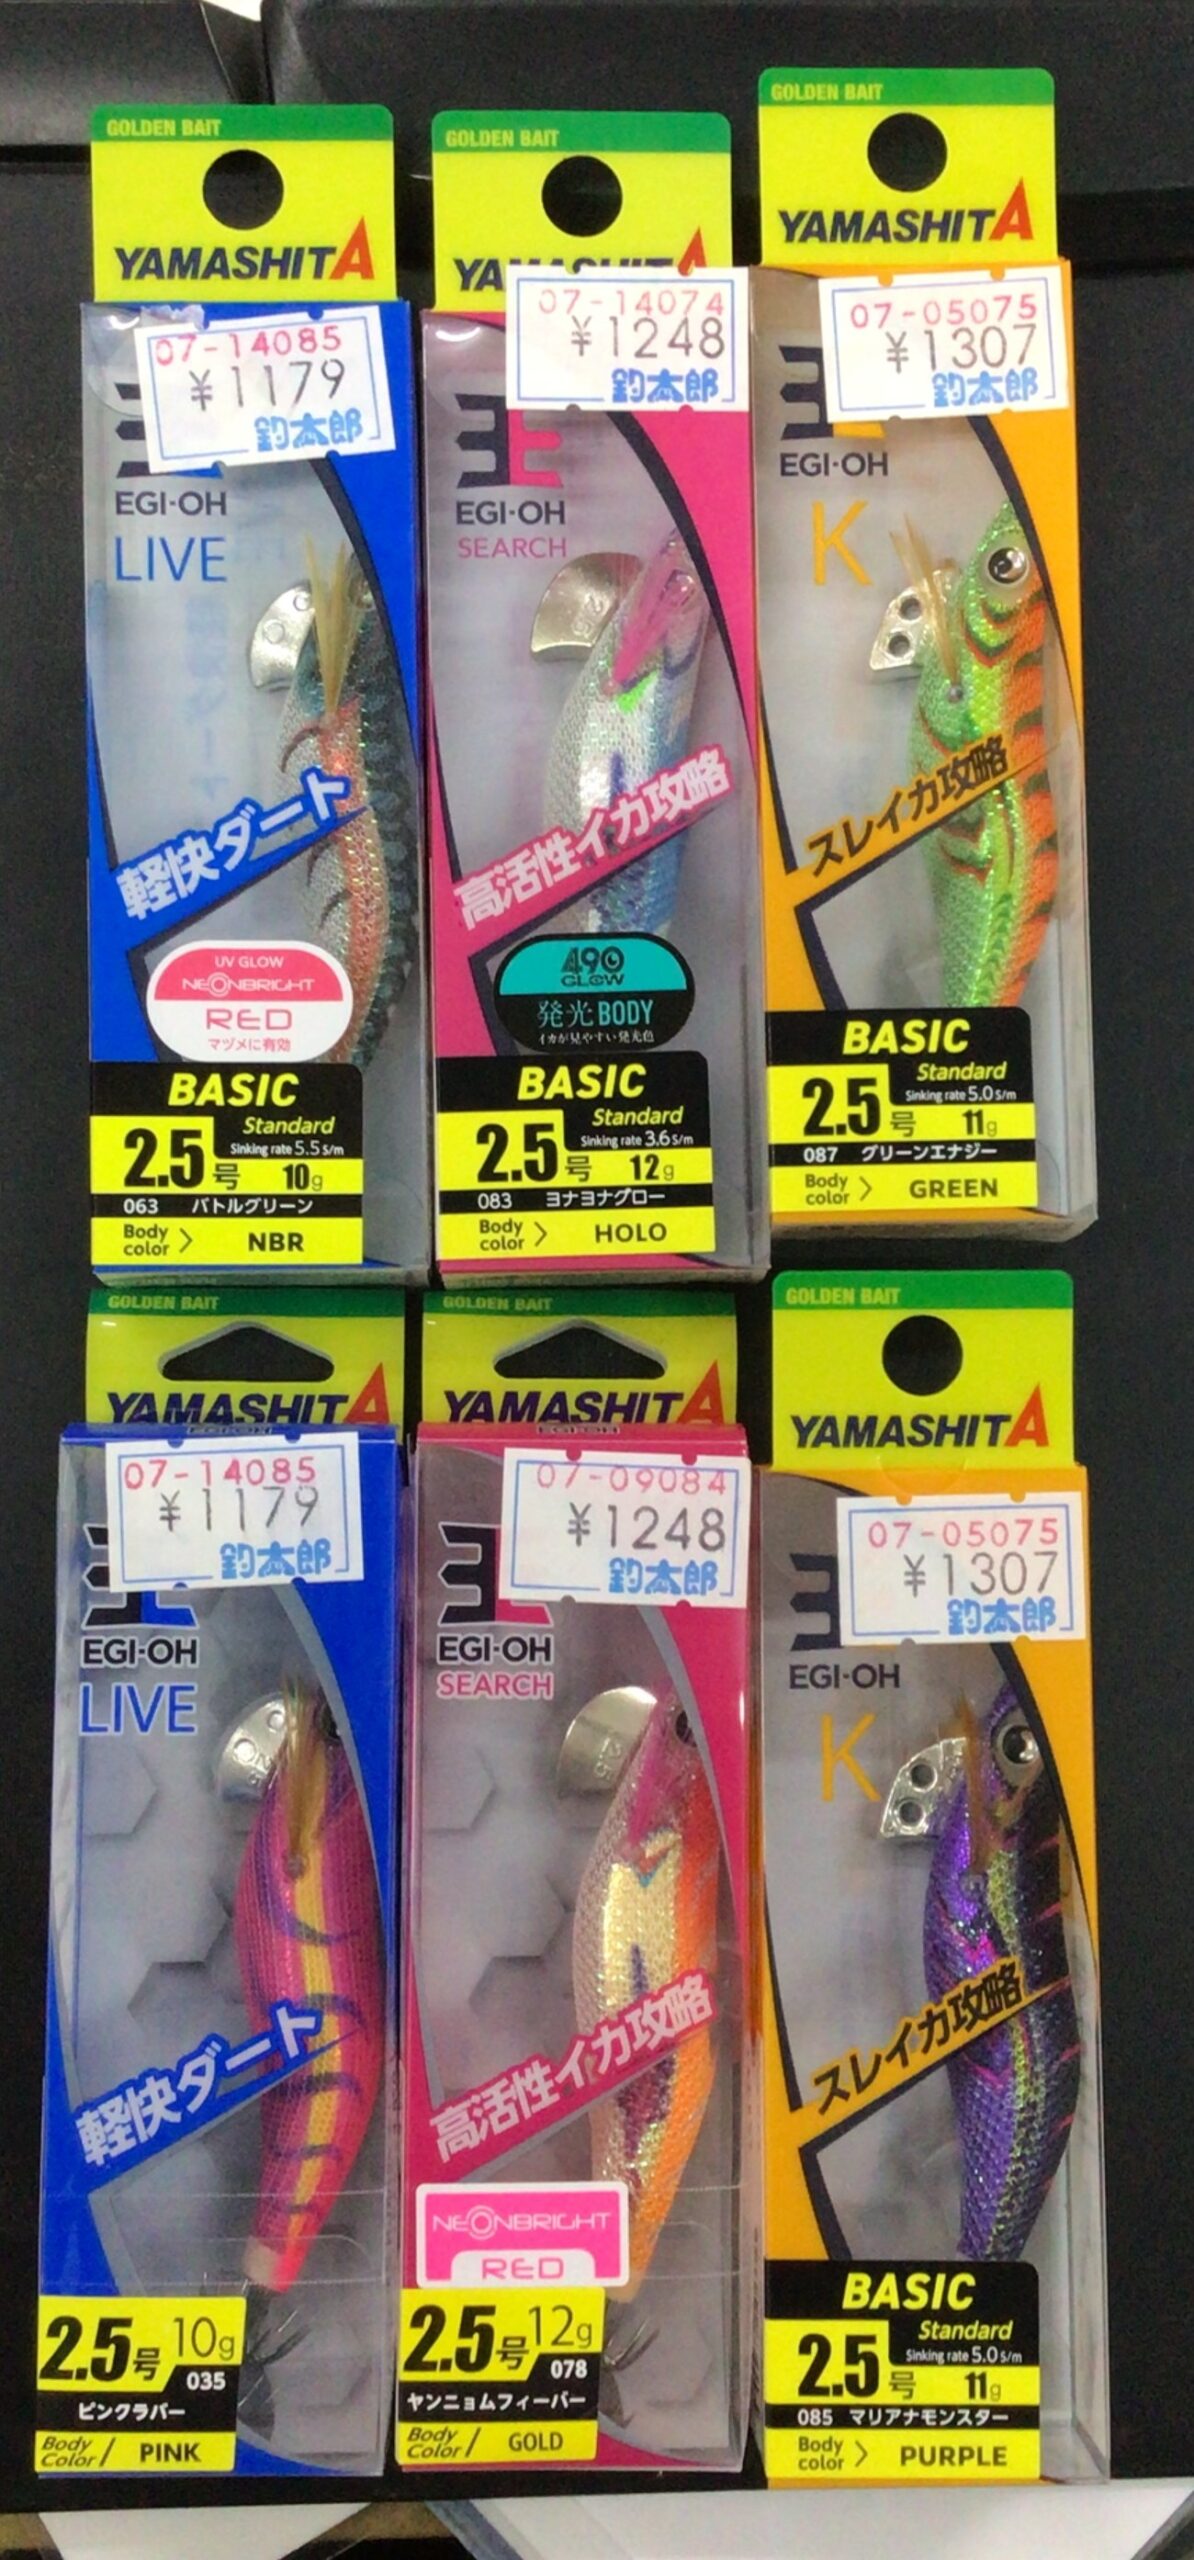 GOLDEN BAIT
YAMASHITA
07-14085
¥1179
釣太郎
EGI-OH
LIVE
軽快ダート
UV GLOW
NEONBRIGHT
RED
マヅメに有効
BASIC
Standard
Sinking rate 5.5 S/m
2.5号 10g
063 バトルグリーン
Body color > NBR
GOLDEN BAIT
07-14074
¥1248
釣太郎
EGI-OH
SEARCH
高活性イカ攻略
490
GLOW
発光BODY
イカが見やすい発光色
BASIC
Standard
Sinking rate 3.6 S/m
2.5号 12g
083 ヨナヨナグロー
Body color > HOLO
GOLDEN BAIT
YAMASHITA
07-05075
¥1307
釣太郎
EGI-OH
K
スレイカ攻略
BASIC
Standard
Sinking rate 5.0 S/m
2.5号 11g
087 グリーンエナジー
Body color > GREEN
GOLDEN BAIT
YAMASHITA
07-14085
¥1179
釣太郎
EGI-OH
LIVE
軽快ダート
2.5号 10g
035
ピンクラバー
Body Color / PINK
GOLDEN BAIT
YAMASHITA
07-09084
¥1248
釣太郎
EGI-OH
SEARCH
高活性イカ攻略
NEONBRIGHT
RED
2.5号 12g
078
ヤンニョムフィーバー
Body Color / GOLD
GOLDEN BAIT
YAMASHITA
07-05075
¥1307
釣太郎
EGI-OH
K
スレイカ攻略
BASIC
Standard
Sinking rate 5.0 S/m
2.5号 11g
085 マリアナモンスター
Body color > PURPLE